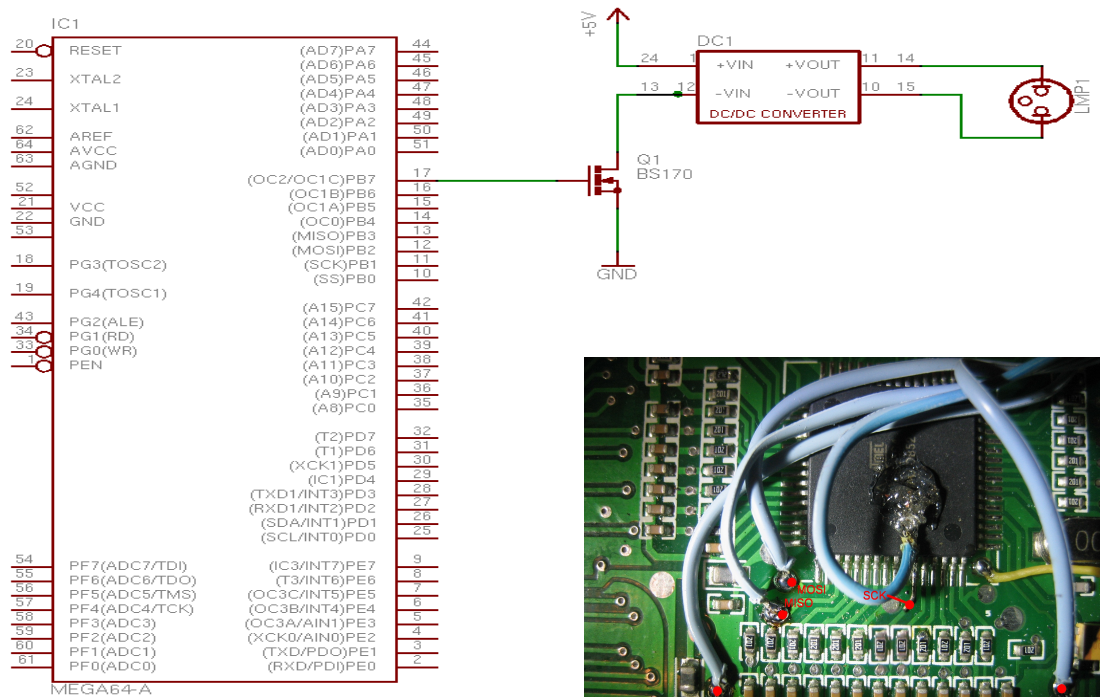 IC1
20 RESET
23 XTAL2
24 XTAL1
62 AREF
64 AVCC
63 AGND
52
21 VCC
22 GND
53
18 PG3(TOSC2)
19 PG4(TOSC1)
43 PG2(ALE)
34 PG1(RD)
33 PG0(WR)
1 PEN
54 PF7(ADC7/TDI)
55 PF6(ADC6/TDO)
56 PF5(ADC5/TMS)
57 PF4(ADC4/TCK)
58 PF3(ADC3)
59 PF2(ADC2)
60 PF1(ADC1)
61 PF0(ADC0)
(AD7)PA7 44
(AD6)PA6 45
(AD5)PA5 46
(AD4)PA4 47
(AD3)PA3 48
(AD2)PA2 49
(AD1)PA1 50
(AD0)PA0 51
(OC2/OC1C)PB7 17
(OC1B)PB6 16
(OC1A)PB5 15
(OC0)PB4 14
(MISO)PB3 13
(MOSI)PB2 12
(SCK)PB1 11
(SS)PB0 10
(A15)PC7 42
(A14)PC6 41
(A13)PC5 40
(A12)PC4 39
(A11)PC3 38
(A10)PC2 37
(A9)PC1 36
(A8)PC0 35
(T2)PD7 32
(T1)PD6 31
(XCK1)PD5 30
(IC1)PD4 29
(TXD1/INT3)PD3 28
(RXD1/INT2)PD2 27
(SDA/INT1)PD1 26
(SCL/INT0)PD0 25
(IC3/INT7)PE7 9
(T3/INT6)PE6 8
(OC3C/INT5)PE5 7
(OC3B/INT4)PE4 6
(OC3A/AIN1)PE3 5
(XCK0/AIN0)PE2 4
(TXD/PDO)PE1 3
(RXD/PDI)PE0 2
MEGA64-A
+5V
DC1
24 1 +VIN +VOUT 11 14
13 12 -VIN -VOUT 10 15
DC/DC CONVERTER
LMP1
Q1
BS170
GND
MOSI
MISO
SCK